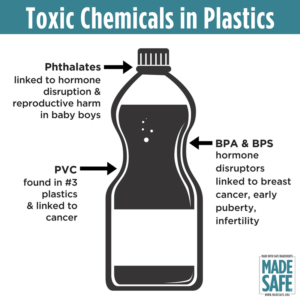 Toxic Chemicals in Plastics
Phthalates
linked to hormone
disruption &
reproductive harm
in baby boys
BPA & BPS
hormone
disruptors
linked to breast
cancer, early
puberty,
infertility
PVC
found in #3
plastics
& linked to
cancer
MADE
SAFE